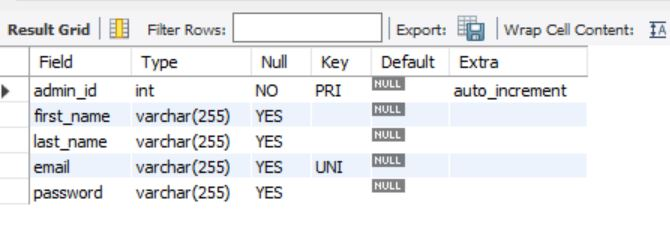 Result Grid Filter Rows: Export: Wrap Cell Content: IA
Field Type Null Key Default Extra
admin_id int NO PRI NULL auto_increment
first_name varchar(255) YES NULL
last_name varchar(255) YES NULL
email varchar(255) YES UNI NULL
password varchar(255) YES NULL